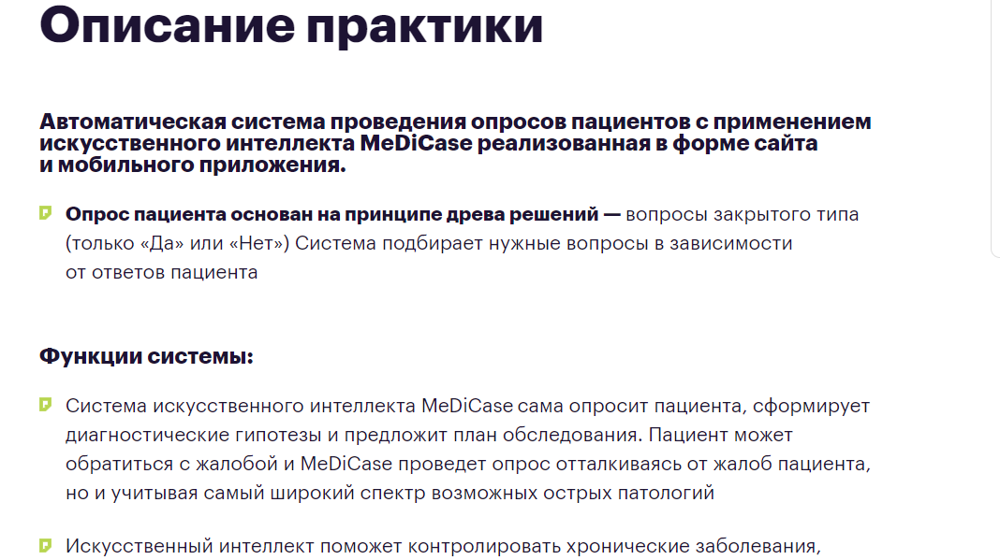 Описание практики
Автоматическая система проведения опросов пациентов с применением
искусственного интеллекта MeDiCase реализованная в форме сайта
и мобильного приложения.
Опрос пациента основан на принципе древа решений — вопросы закрытого типа
(только «Да» или «Нет») Система подбирает нужные вопросы в зависимости
от ответов пациента
Функции системы:
Система искусственного интеллекта MeDiCase сама опросит пациента, сформирует
диагностические гипотезы и предложит план обследования. Пациент может
обратиться с жалобой и MeDiCase проведет опрос отталкиваясь от жалоб пациента,
но и учитывая самый широкий спектр возможных острых патологий
Искусственный интеллект поможет контролировать хронические заболевания,